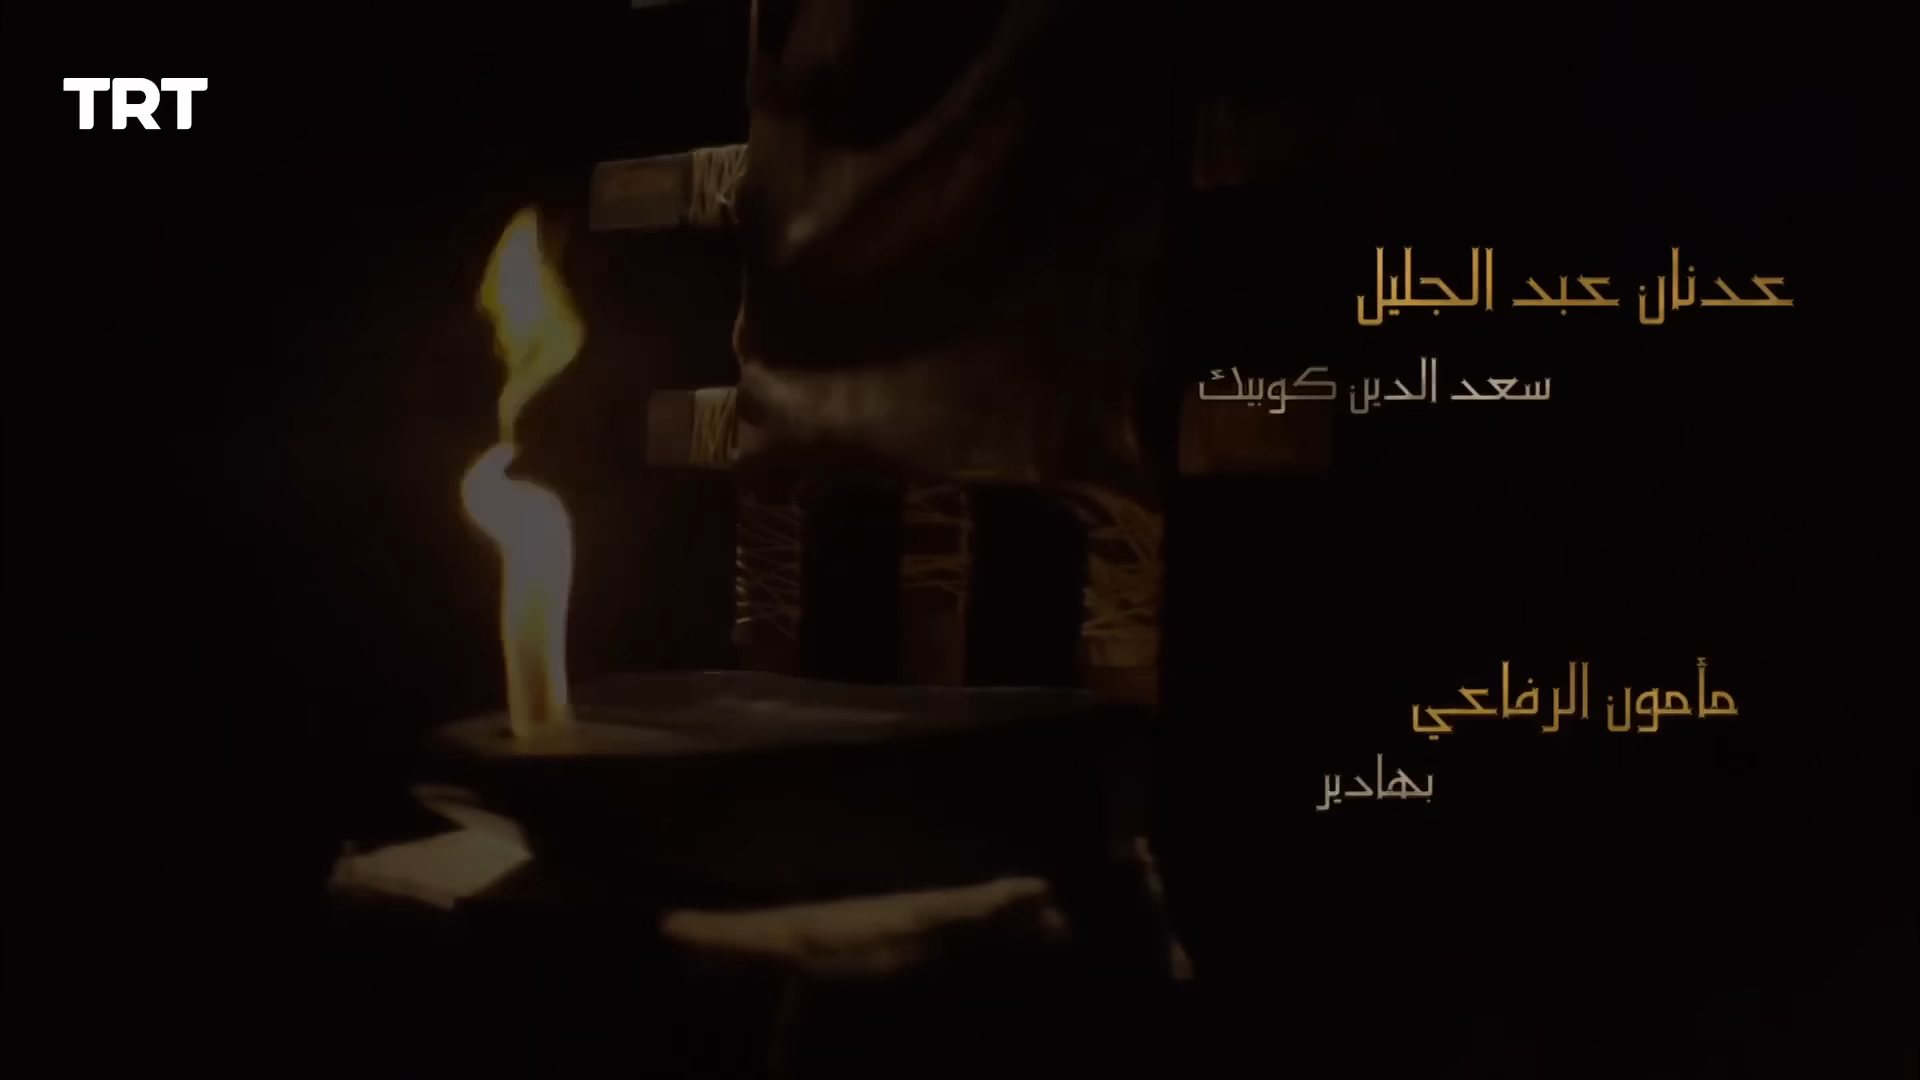 TRT
عدنان عبد الجليل
سعد الدين كوبيك
مأمون الرفاعي
بهادير